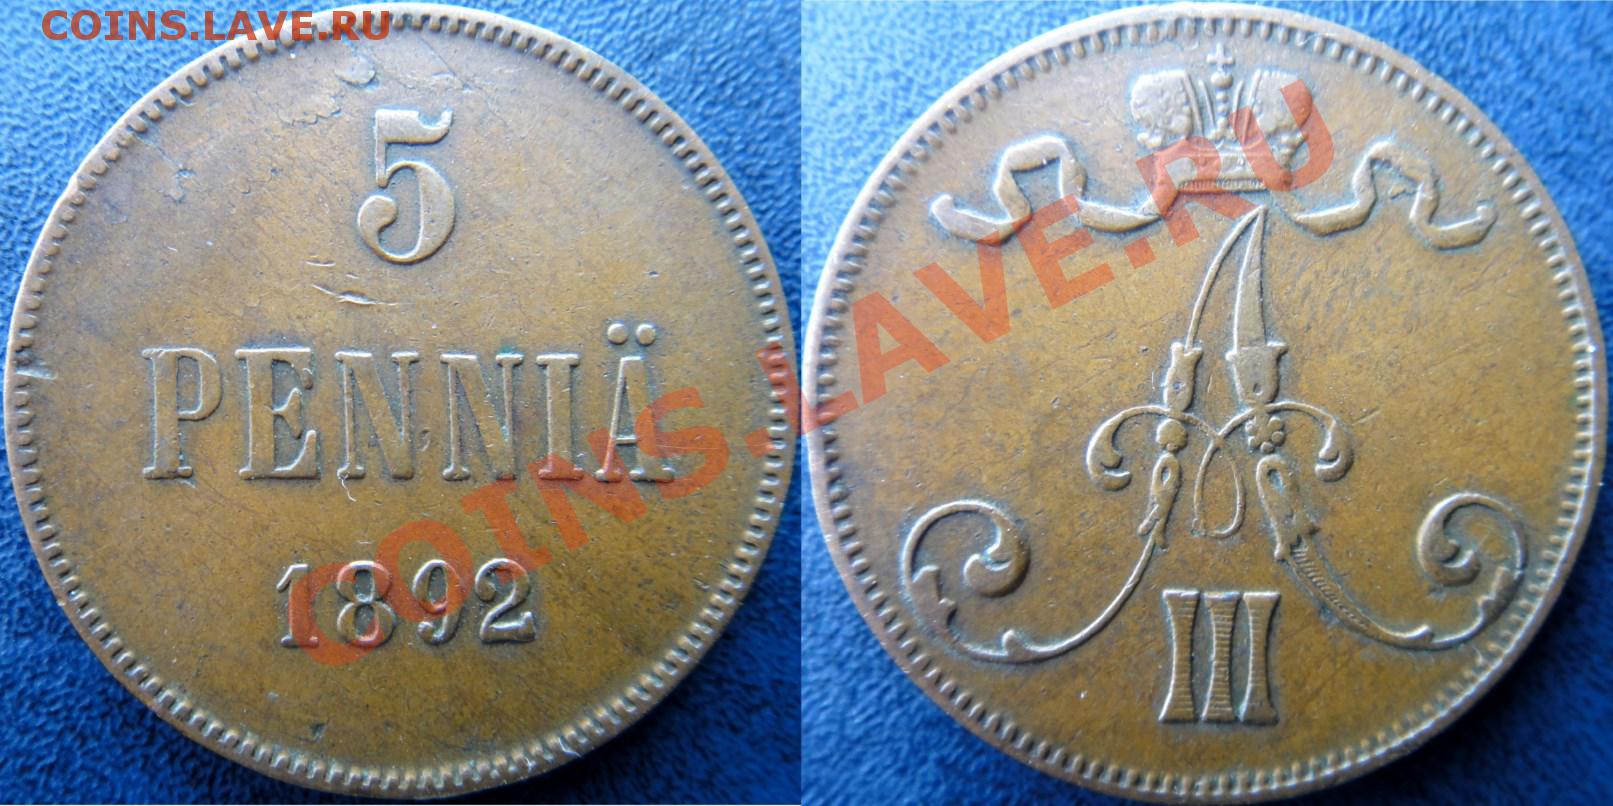 COINS.LAVE.RU
5
PENNIÄ
1892
COINS.LAVE.RU
A
III